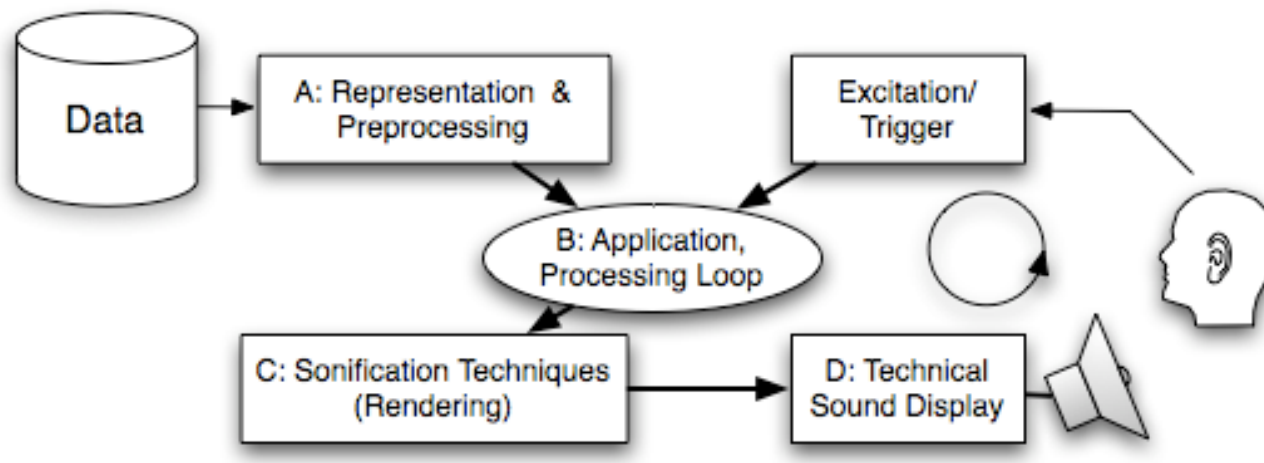 Data
A: Representation &
Preprocessing
Excitation/
Trigger
B: Application,
Processing Loop
C: Sonification Techniques
(Rendering)
D: Technical
Sound Display